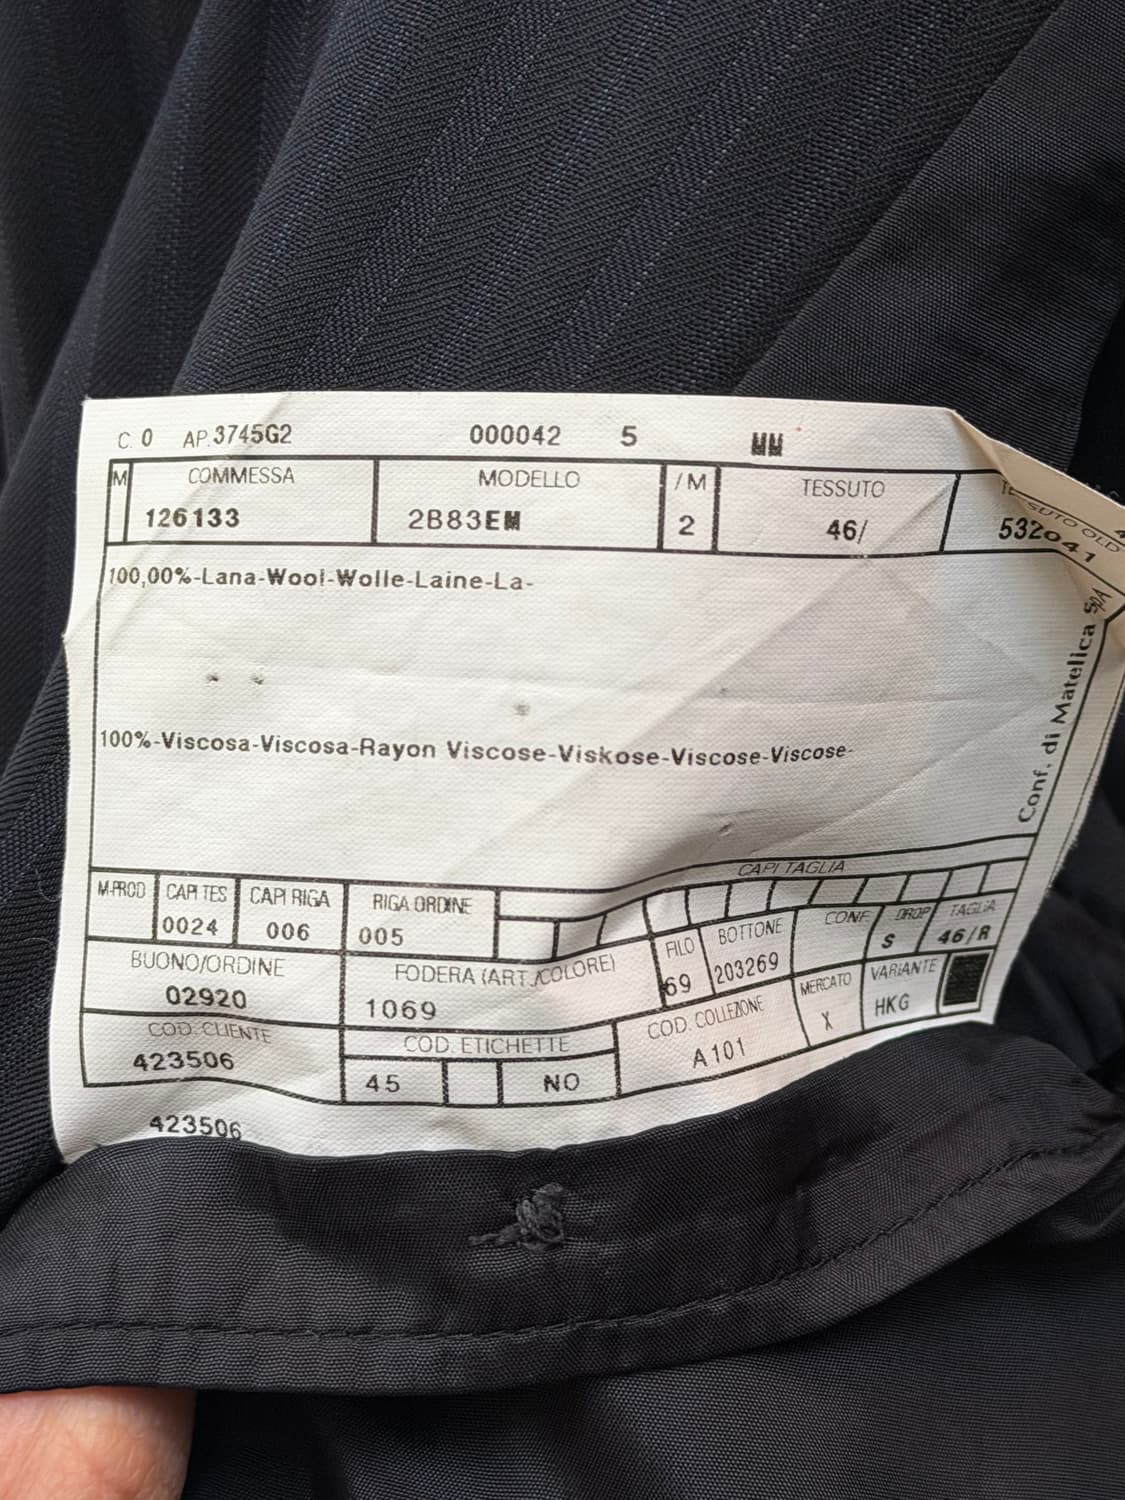 C. 0 AP. 3745G2 000042 5 MM
M COMMESSA MODELLO /M TESSUTO
126133 2B83EM 2 46/ 532041
SUTO OLD
100,00%-Lana-Wool-Wolle-Laine-La-
100%-Viscosa-Viscosa-Rayon Viscose-Viskose-Viscose-Viscose-
Conf. di Matelica SpA
CAPI TAGLIA
M-PROD CAPI TES CAPI RIGA RIGA ORDINE
0024 006 005
FILO BOTTONE CONF. DROP TAGLIA
69 203269 S 46/R
BUONO/ORDINE FODERA (ART./COLORE)
02920 1069
MERCATO VARIANTE
X HKG
COD. CLIENTE COD. ETICHETTE COD. COLLEZIONE
423506 45 NO A101
423506